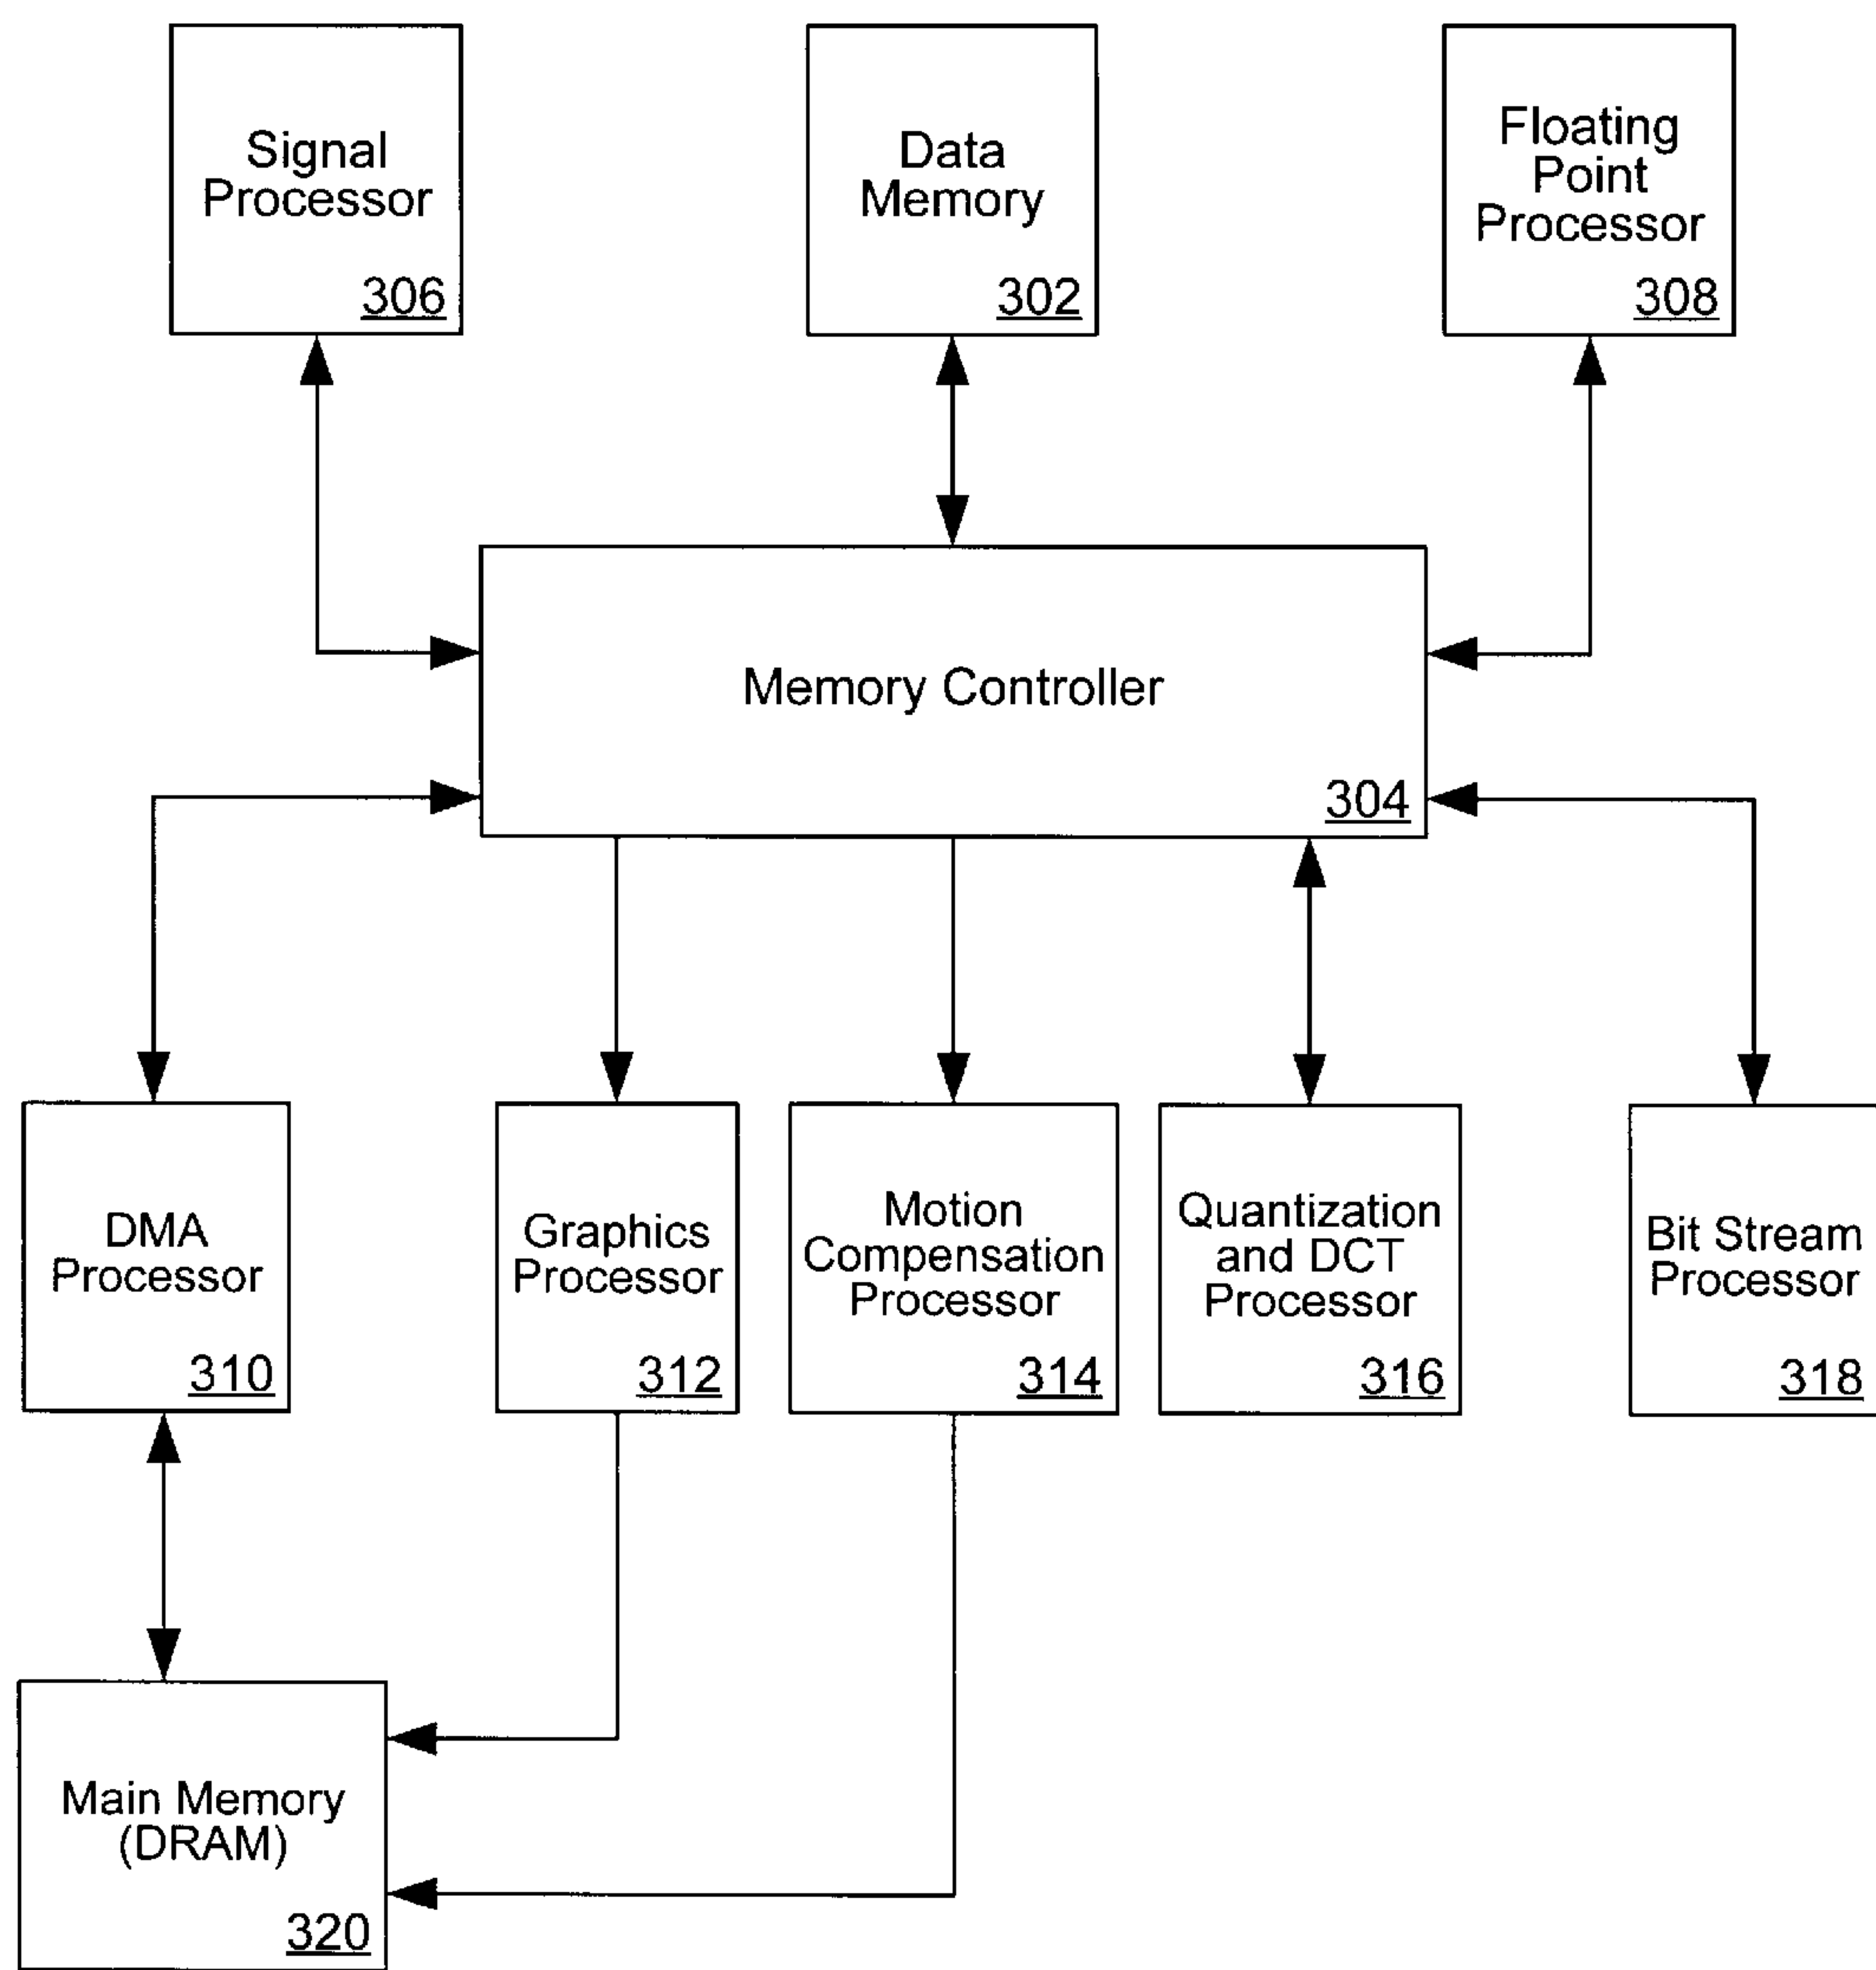 Signal
Processor
306
Data
Memory
302
Floating
Point
Processor
308
Memory Controller
304
DMA
Processor
310
Graphics
Processor
312
Motion
Compensation
Processor
314
Quantization
and DCT
Processor
316
Bit Stream
Processor
318
Main Memory
(DRAM)
320